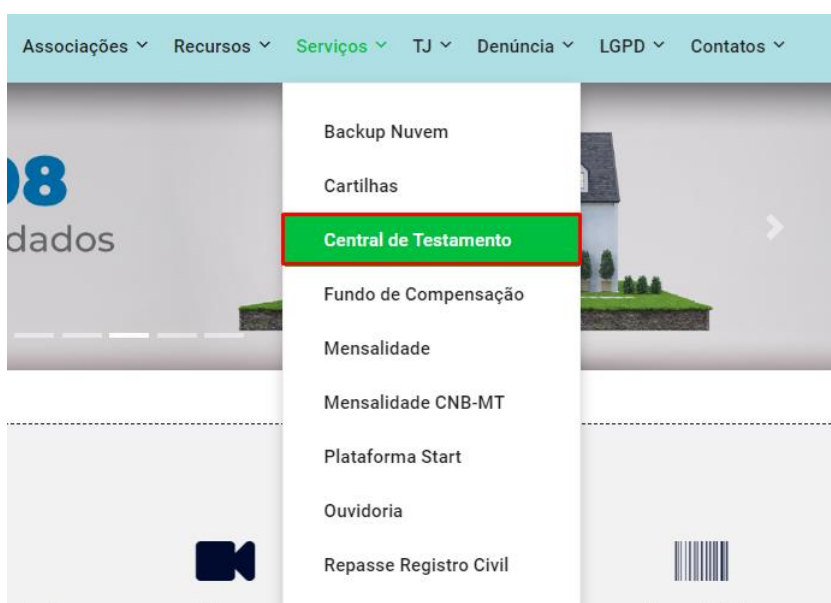 Associações Recursos Serviços TJ Denúncia LGPD Contatos
Backup Nuvem
Cartilhas
Central de Testamento
Fundo de Compensação
Mensalidade
Mensalidade CNB-MT
Plataforma Start
Ouvidoria
Repasse Registro Civil
8
dados